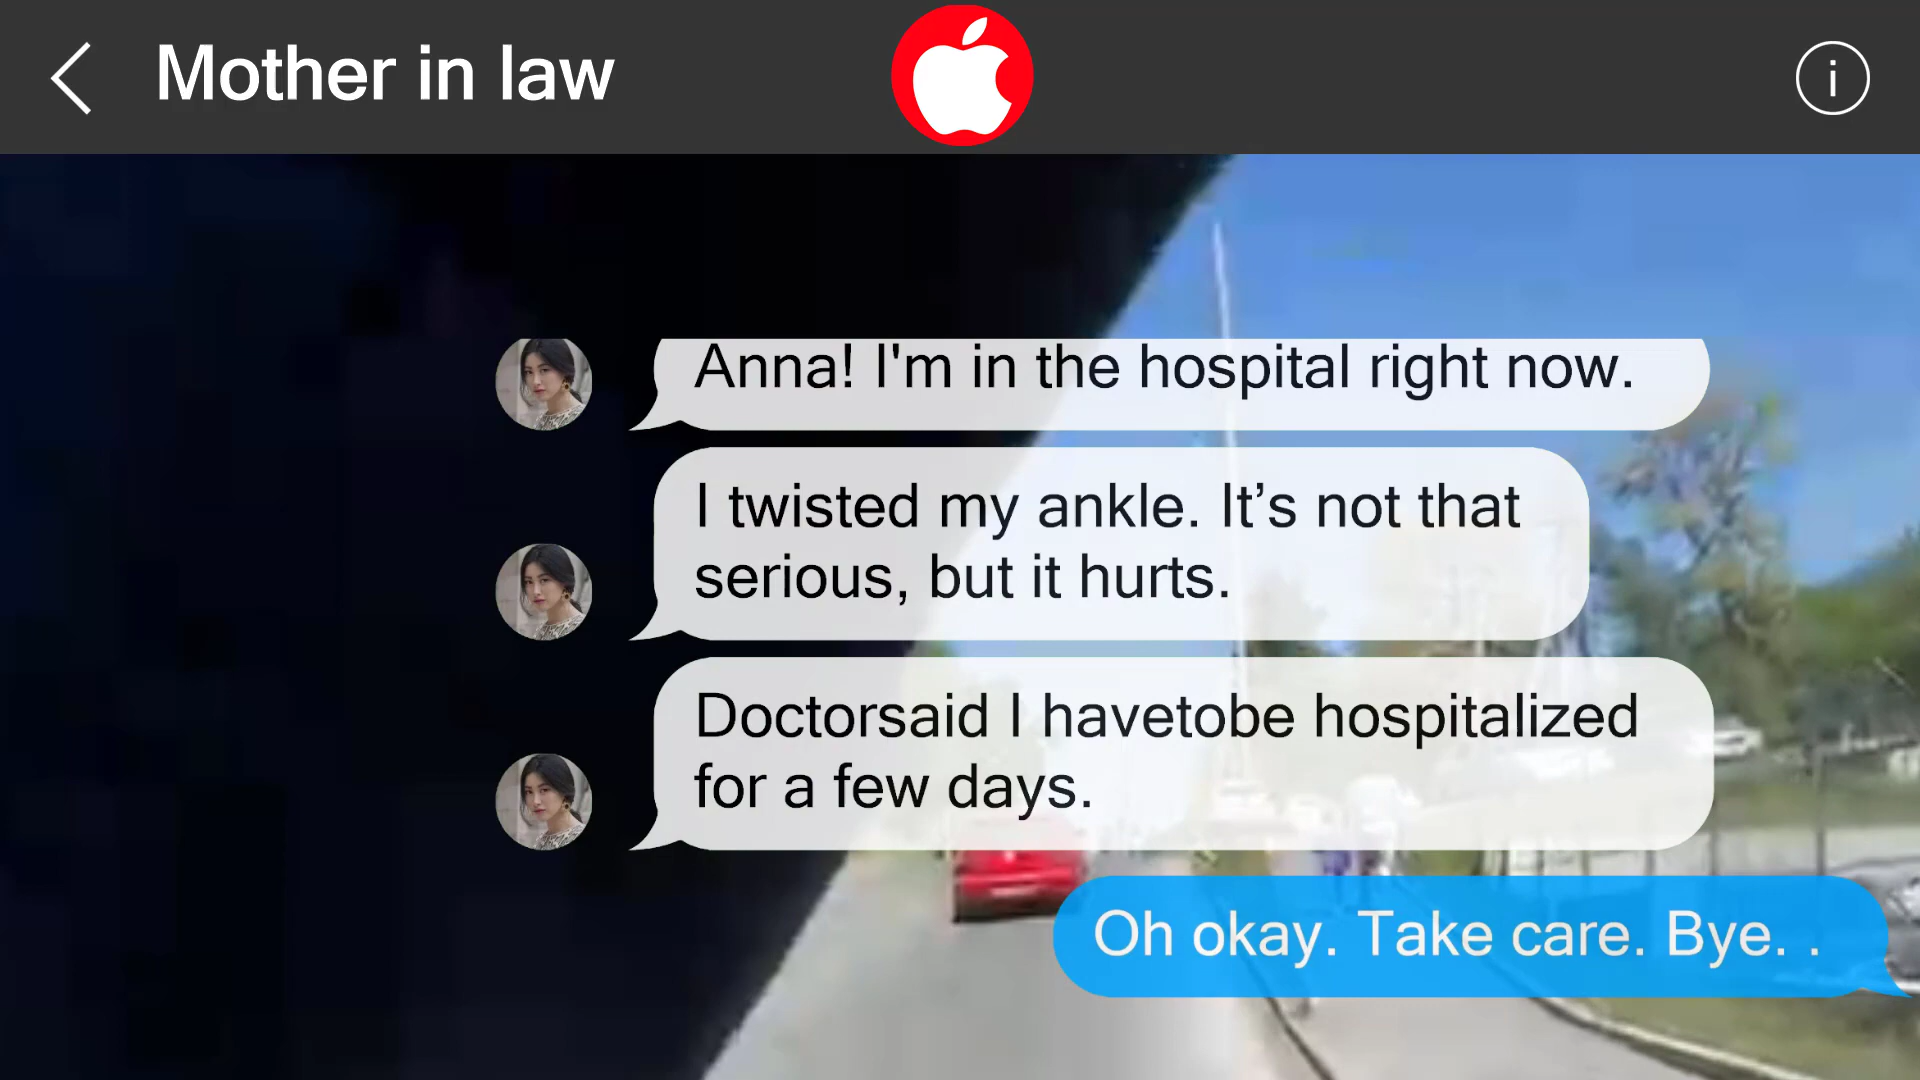 Mother in law
i
Anna! I'm in the hospital right now.
I twisted my ankle. It’s not that
serious, but it hurts.
Doctorsaid I havetobe hospitalized
for a few days.
Oh okay. Take care. Bye. .